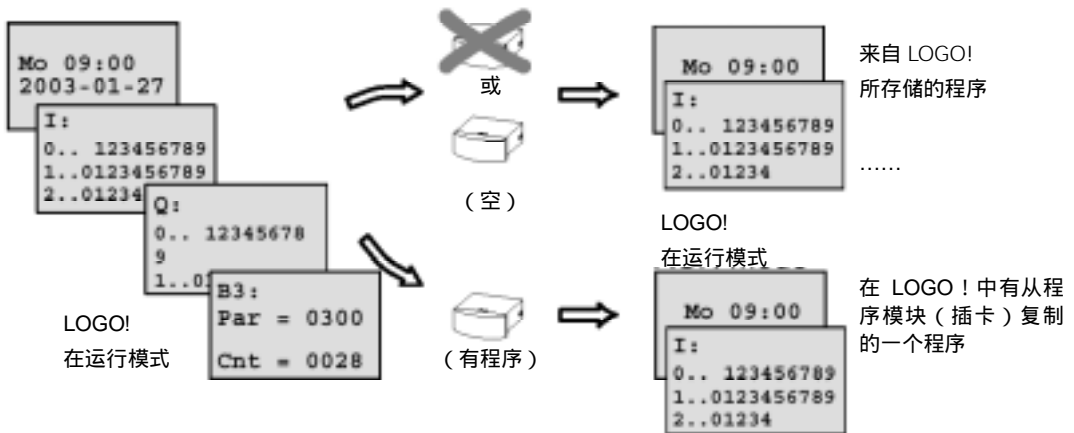 Mo 09:00
2003-01-27
I:
0.. 123456789
1..0123456789
2..01234
Q:
0.. 12345678
9
1..0
B3:
Par = 0300
Cnt = 0028
LOGO!
在运行模式
或
（空）
（有程序）
Mo 09:00
I:
0.. 123456789
1..0123456789
2..01234
来自 LOGO!
所存储的程序
……
LOGO!
在运行模式
Mo 09:00
I:
0.. 123456789
1..0123456789
2..01234
在 LOGO！中有从程
序模块（插卡）复制
的一个程序